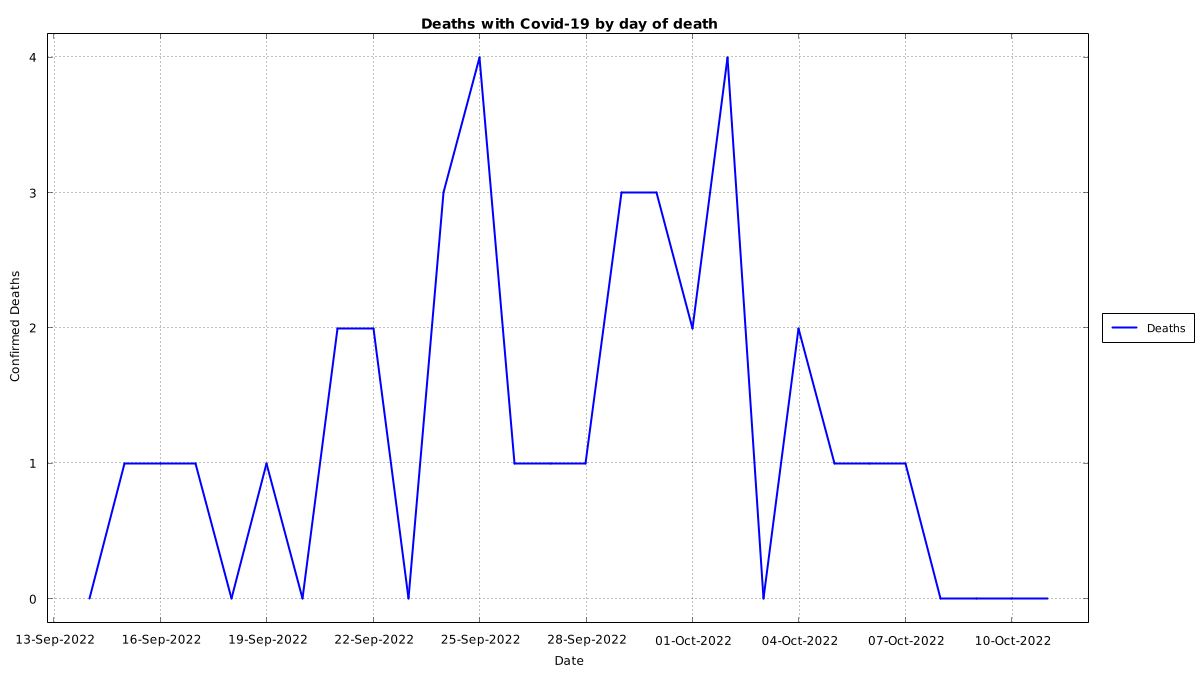 Deaths with Covid-19 by day of death
4
3
2
1
0
Confirmed Deaths
13-Sep-2022 16-Sep-2022 19-Sep-2022 22-Sep-2022 25-Sep-2022 28-Sep-2022 01-Oct-2022 04-Oct-2022 07-Oct-2022 10-Oct-2022
Date
Deaths